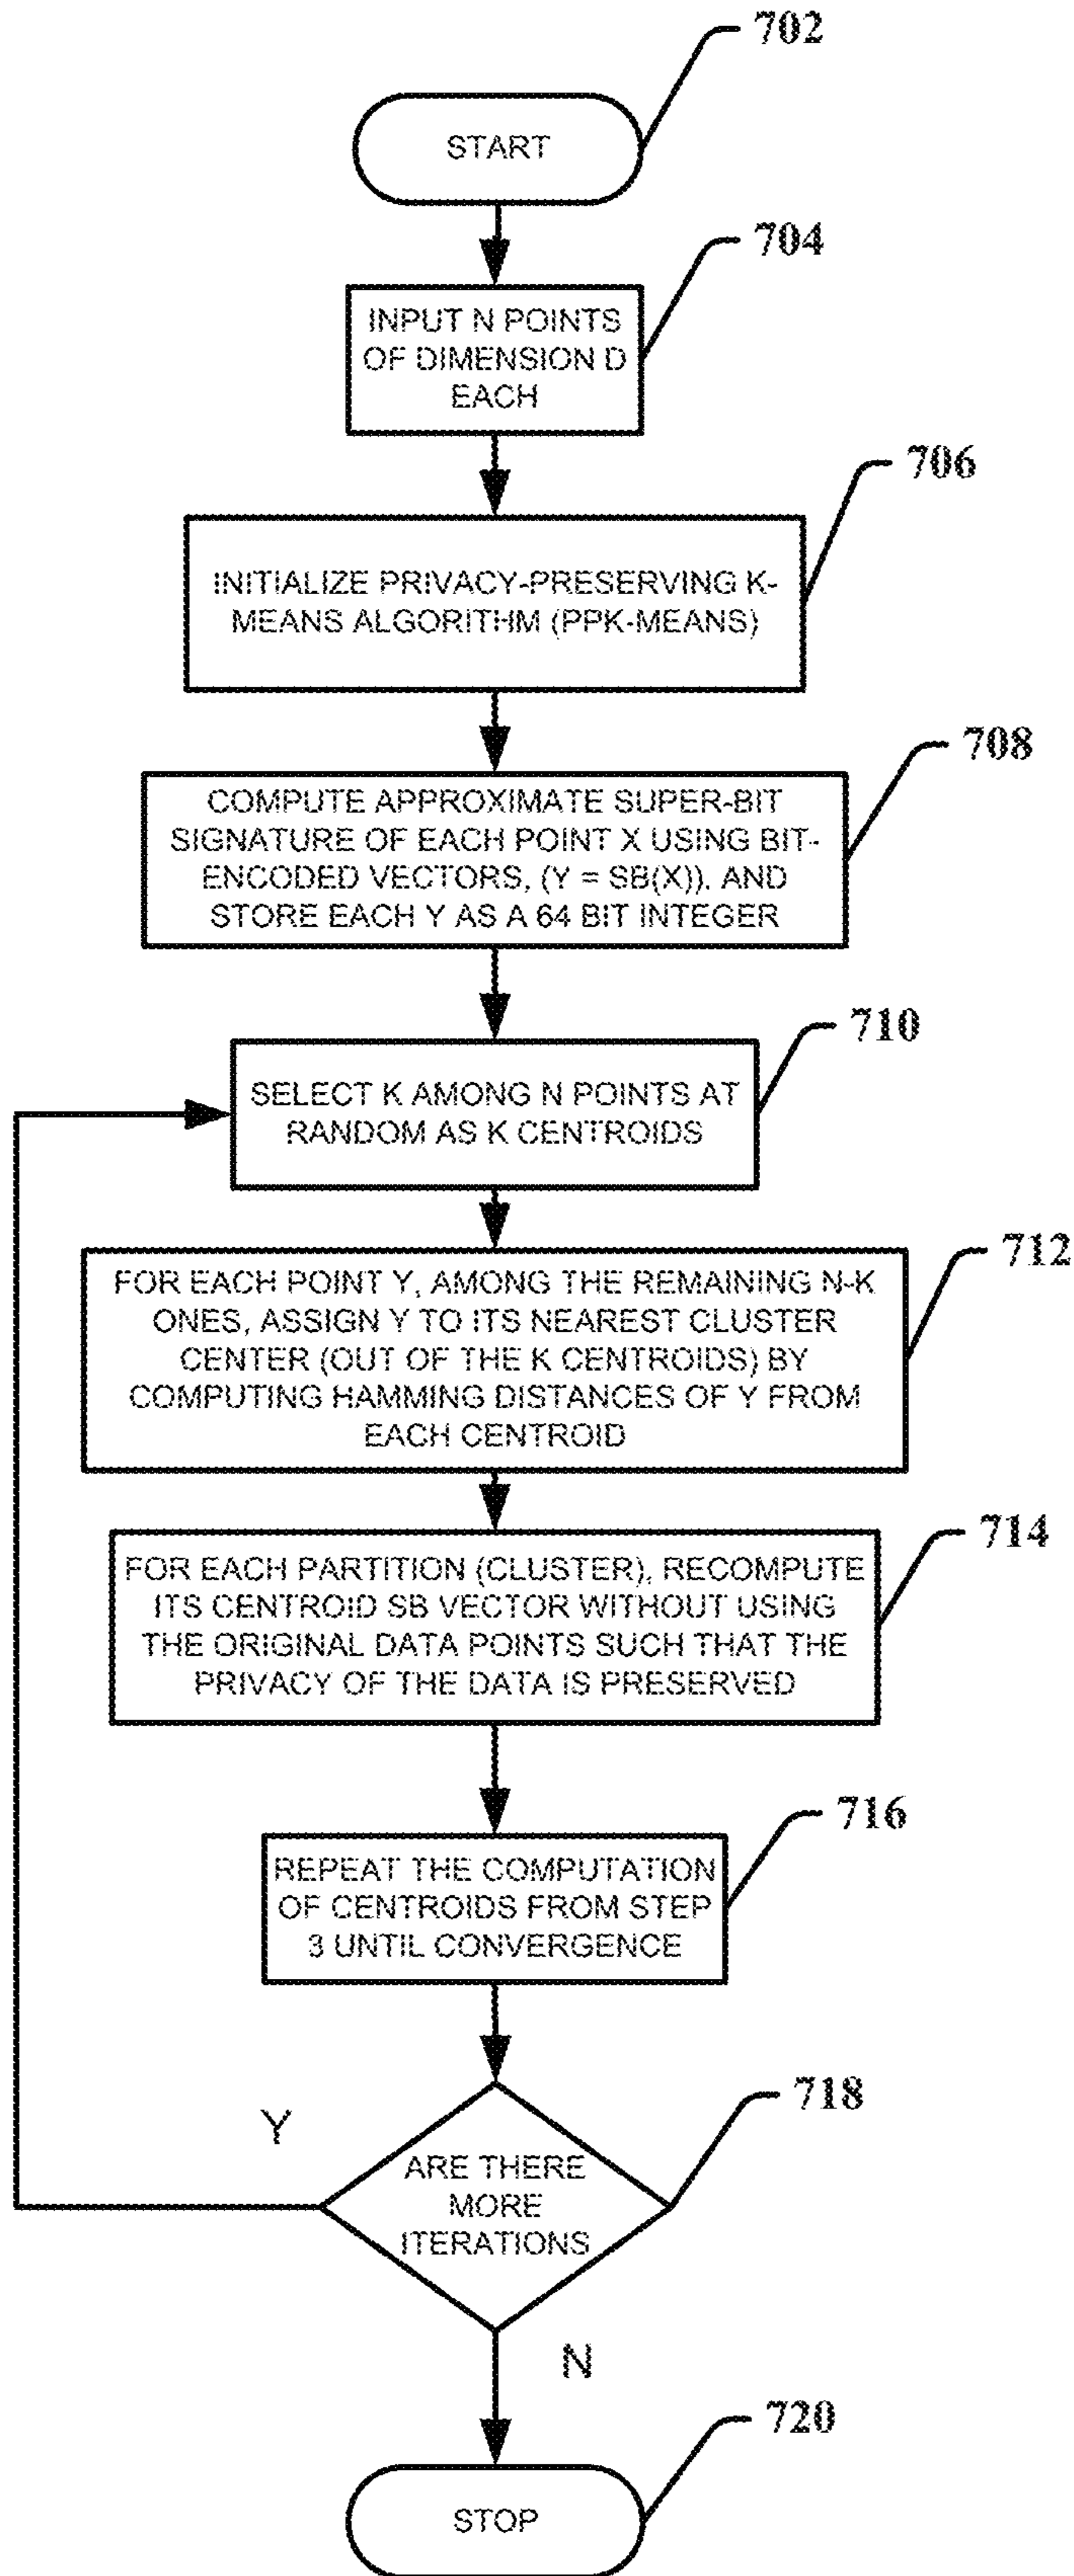 702
START
704
INPUT N POINTS
OF DIMENSION D
EACH
706
INITIALIZE PRIVACY-PRESERVING K-
MEANS ALGORITHM (PPK-MEANS)
708
COMPUTE APPROXIMATE SUPER-BIT
SIGNATURE OF EACH POINT X USING BIT-
ENCODED VECTORS, (Y = SB(X)), AND
STORE EACH Y AS A 64 BIT INTEGER
710
SELECT K AMONG N POINTS AT
RANDOM AS K CENTROIDS
712
FOR EACH POINT Y, AMONG THE REMAINING N-K
ONES, ASSIGN Y TO ITS NEAREST CLUSTER
CENTER (OUT OF THE K CENTROIDS) BY
COMPUTING HAMMING DISTANCES OF Y FROM
EACH CENTROID
714
FOR EACH PARTITION (CLUSTER), RECOMPUTE
ITS CENTROID SB VECTOR WITHOUT USING
THE ORIGINAL DATA POINTS SUCH THAT THE
PRIVACY OF THE DATA IS PRESERVED
716
REPEAT THE COMPUTATION
OF CENTROIDS FROM STEP
3 UNTIL CONVERGENCE
718
Y
ARE THERE
MORE
ITERATIONS
N
720
STOP